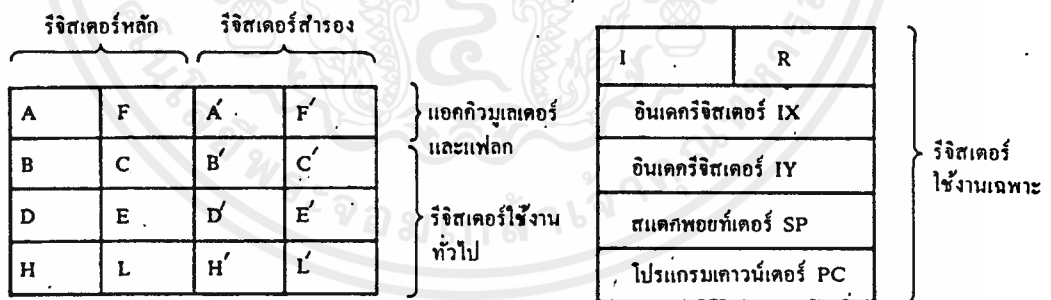 รีจิสเตอร์หลัก รีจิสเตอร์สำรอง
A F A′ F′
B C B′ C′
D E D′ E′
H L H′ L′
แอคคิวมูเลเตอร์
และแฟลก
รีจิสเตอร์ใช้งาน
ทั่วไป
I R
อินเดกรีจิสเตอร์ IX
อินเดกรีจิสเตอร์ IY
สแตกพอยท์เตอร์ SP
โปรแกรมเคาวน์เตอร์ PC
รีจิสเตอร์
ใช้งานเฉพาะ